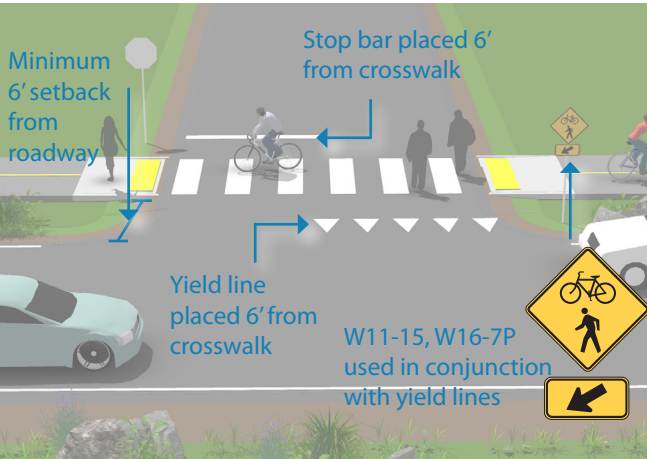 Minimum
6’ setback
from
roadway
Stop bar placed 6’
from crosswalk
Yield line
placed 6’ from
crosswalk
W11-15, W16-7P
used in conjunction
with yield lines